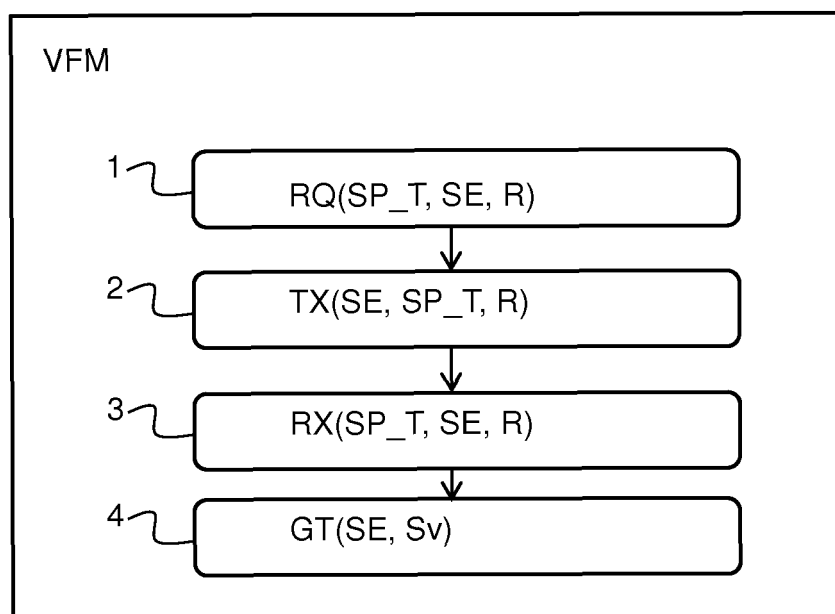 VFM
1 RQ(SP_T, SE, R)
2 TX(SE, SP_T, R)
3 RX(SP_T, SE, R)
4 GT(SE, Sv)